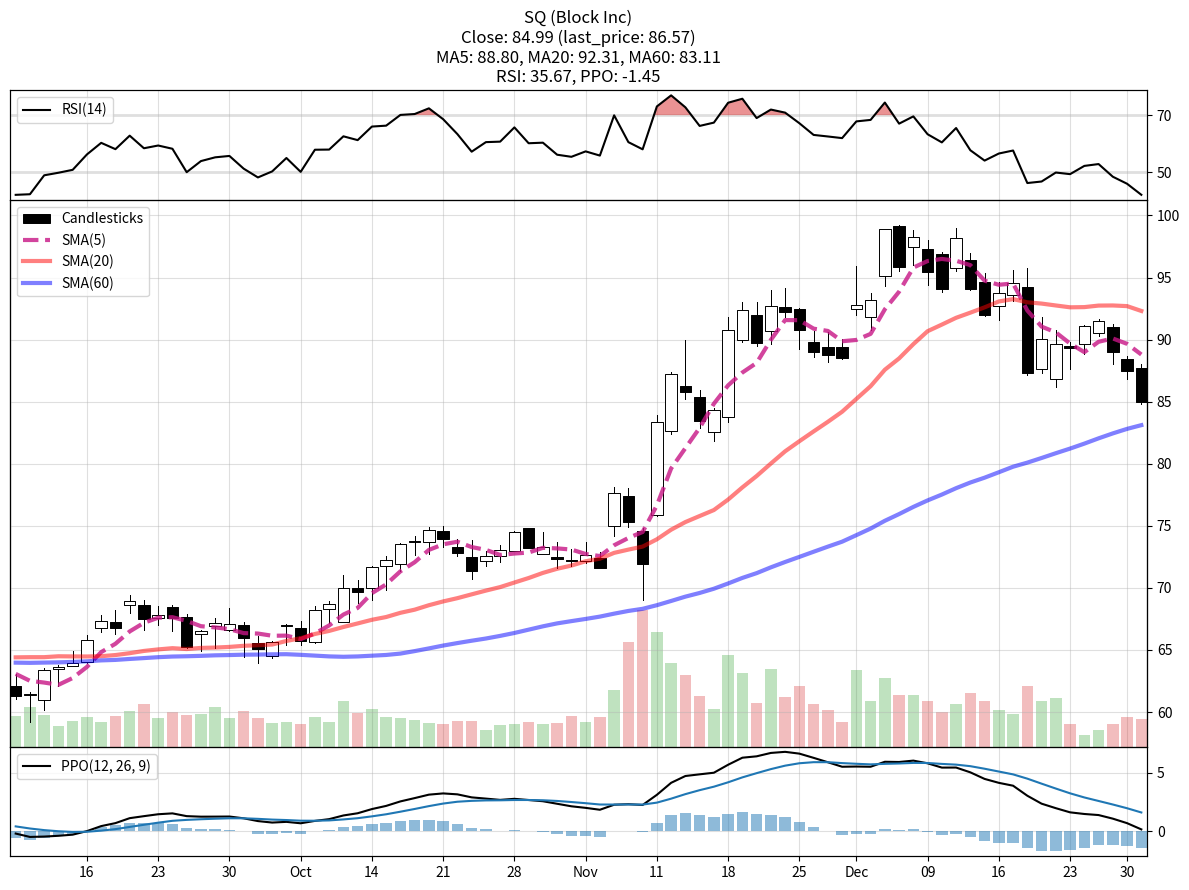 SQ (Block Inc)
Close: 84.99 (last_price: 86.57)
MA5: 88.80, MA20: 92.31, MA60: 83.11
RSI: 35.67, PPO: -1.45
RSI(14)
70
50
Candlesticks
SMA(5)
SMA(20)
SMA(60)
100
95
90
85
80
75
70
65
60
PPO(12, 26, 9)
5
0
16 23 30 Oct 14 21 28 Nov 11 18 25 Dec 09 16 23 30